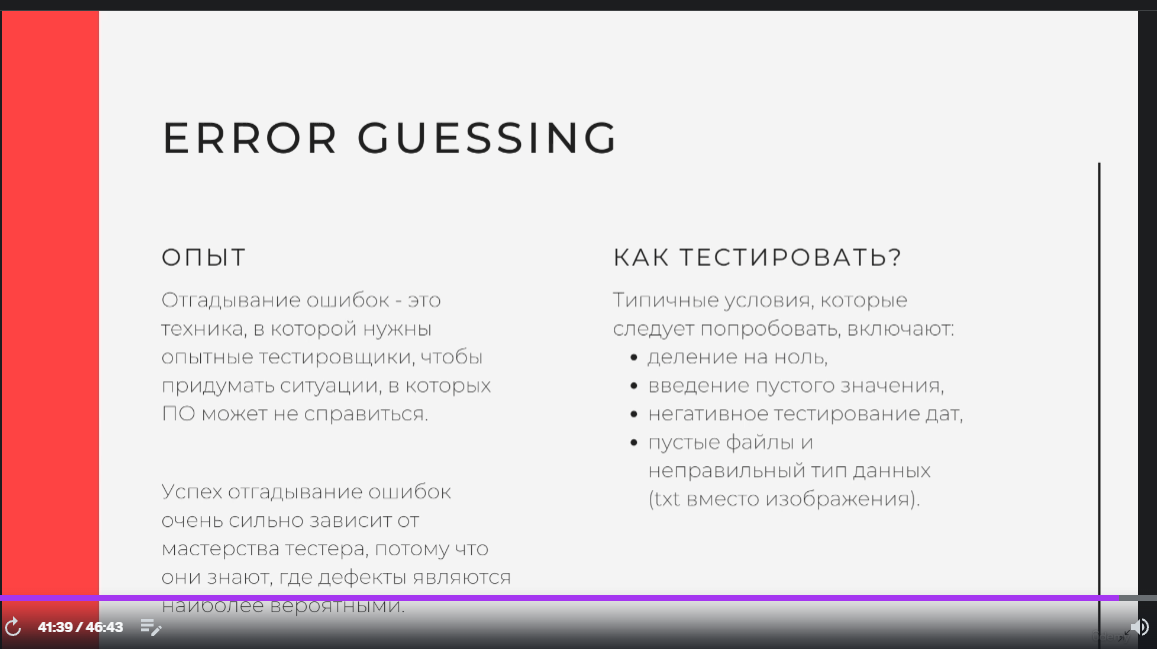 ERROR GUESSING
ОПЫТ
Отгадывание ошибок - это
техника, в которой нужны
опытные тестировщики, чтобы
придумать ситуации, в которых
ПО может не справиться.
Успех отгадывание ошибок
очень сильно зависит от
мастерства тестера, потому что
они знают, где дефекты являются
наиболее вероятными.
КАК ТЕСТИРОВАТЬ?
Типичные условия, которые
следует попробовать, включают:
• деление на ноль,
• введение пустого значения,
• негативное тестирование дат,
• пустые файлы и
неправильный тип данных
(txt вместо изображения).
41:39 / 46:43